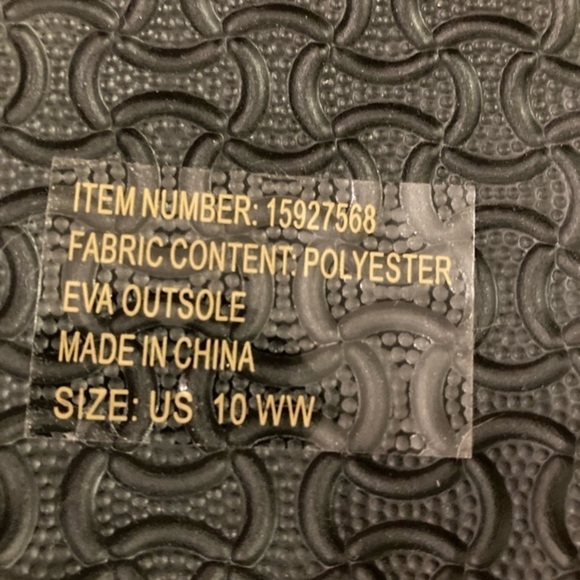 ITEM NUMBER: 15927568
FABRIC CONTENT: POLYESTER
EVA OUTSOLE
MADE IN CHINA
SIZE: US 10 WW